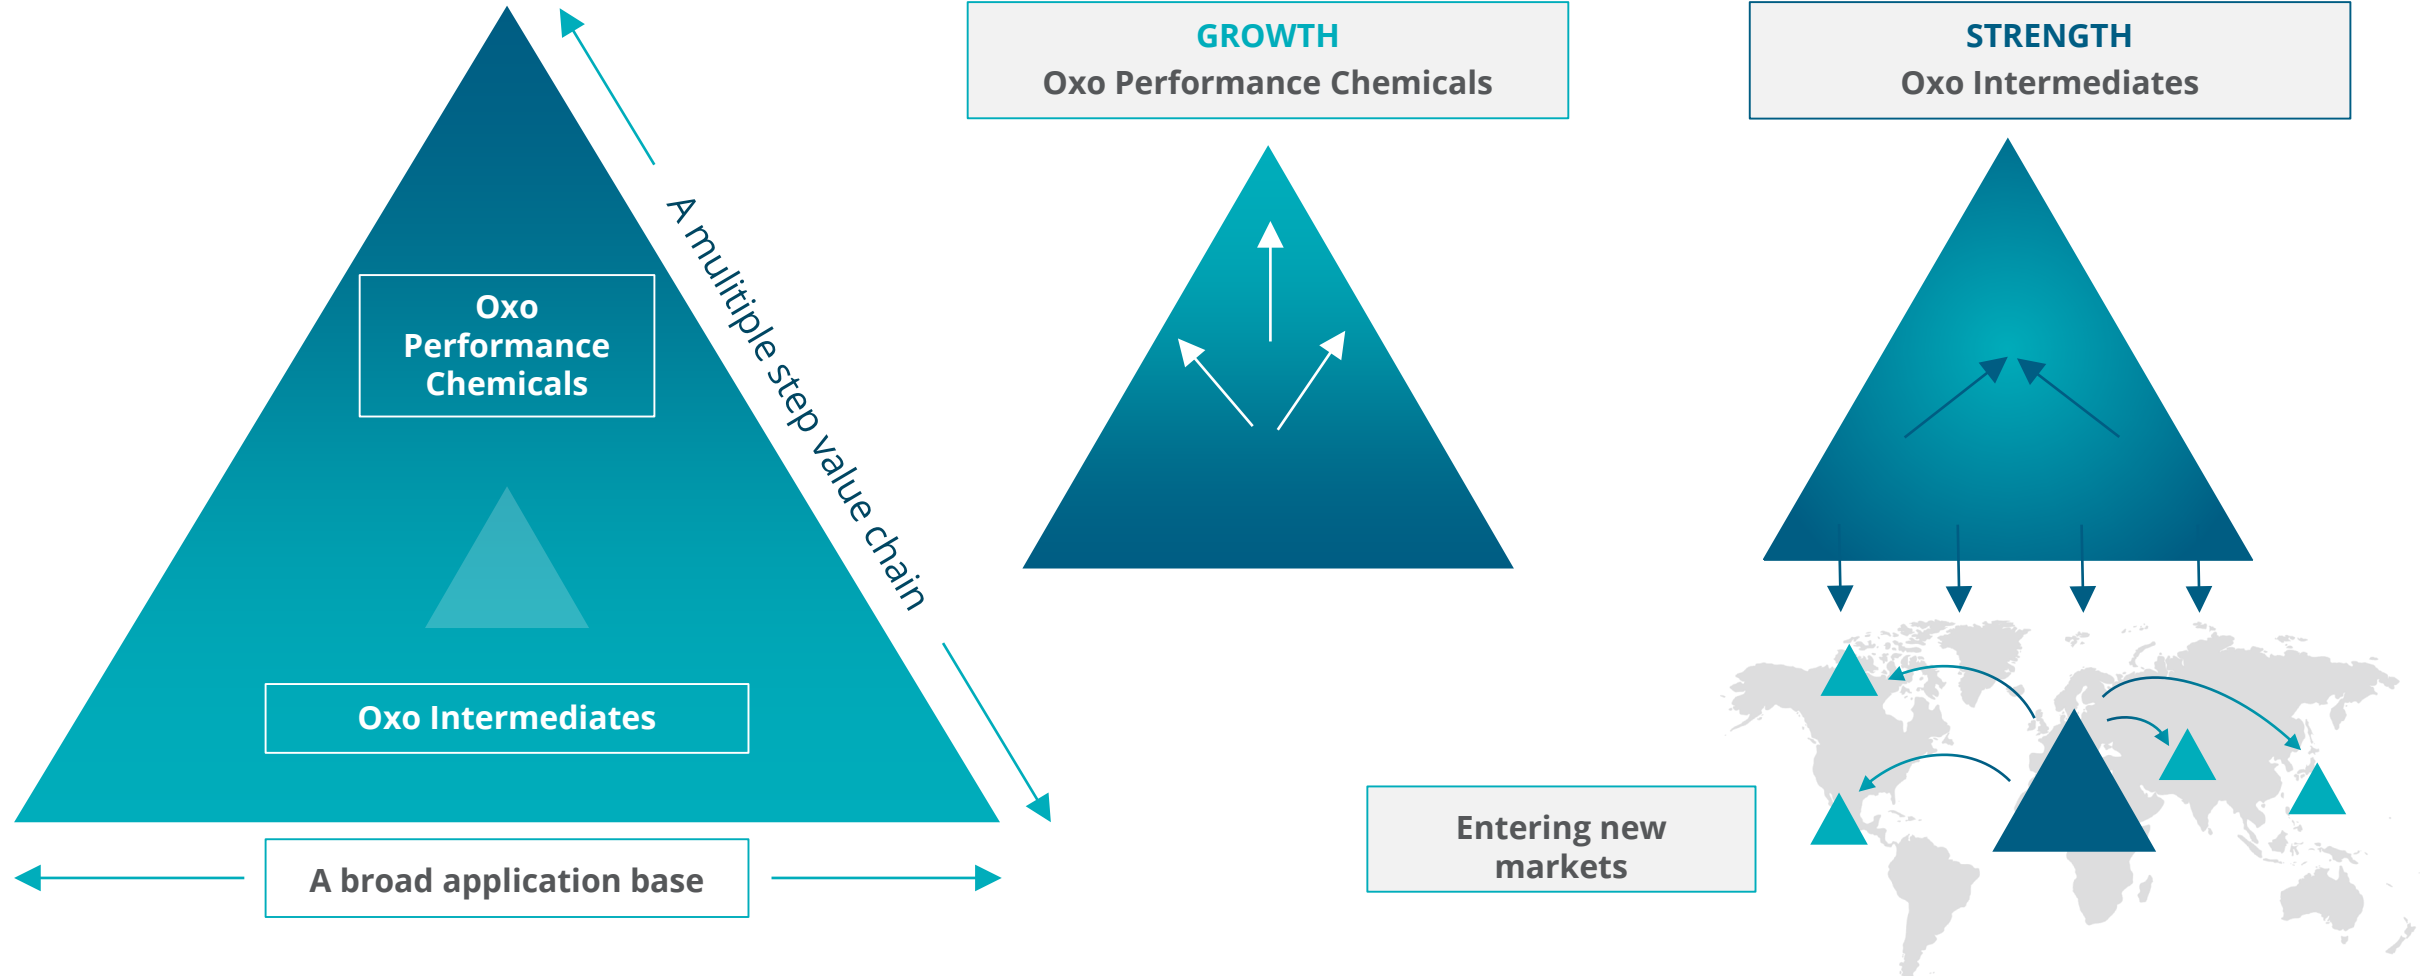 Oxo
Performance
Chemicals
Oxo Intermediates
A broad application base
A mulitiple step value chain
GROWTH
Oxo Performance Chemicals
STRENGTH
Oxo Intermediates
Entering new
markets